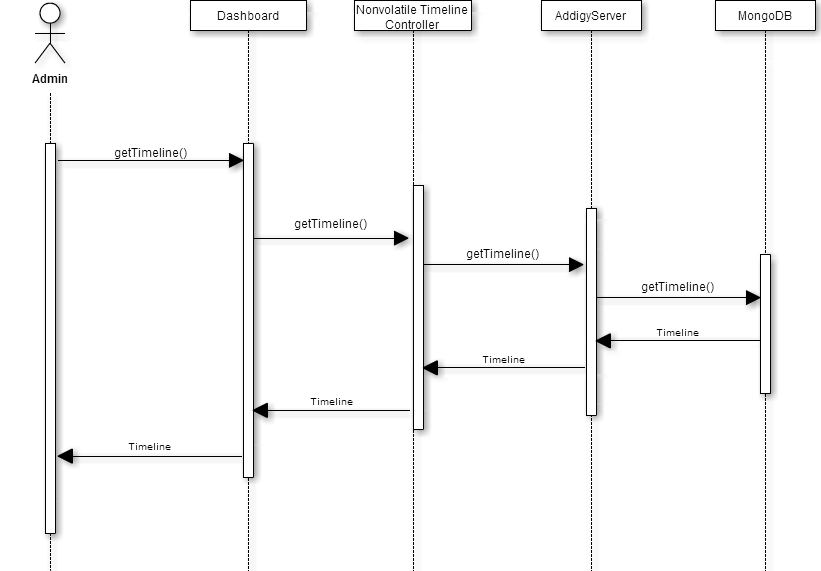 Dashboard
Nonvolatile Timeline
Controller
AddigyServer
MongoDB
Admin
getTimeline()
getTimeline()
getTimeline()
getTimeline()
Timeline
Timeline
Timeline
Timeline